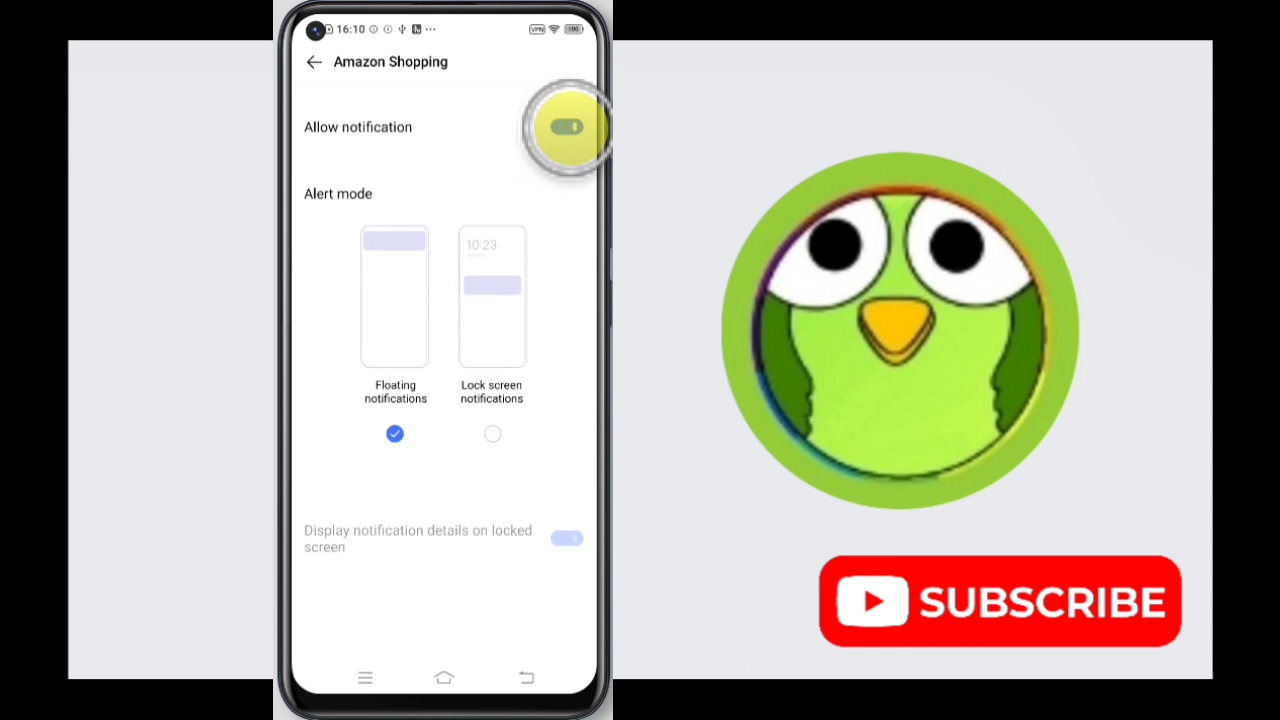 16:10
VPN
Amazon Shopping
Allow notification
Alert mode
10:23
Floating
notifications
Lock screen
notifications
Display notification details on locked
screen
SUBSCRIBE